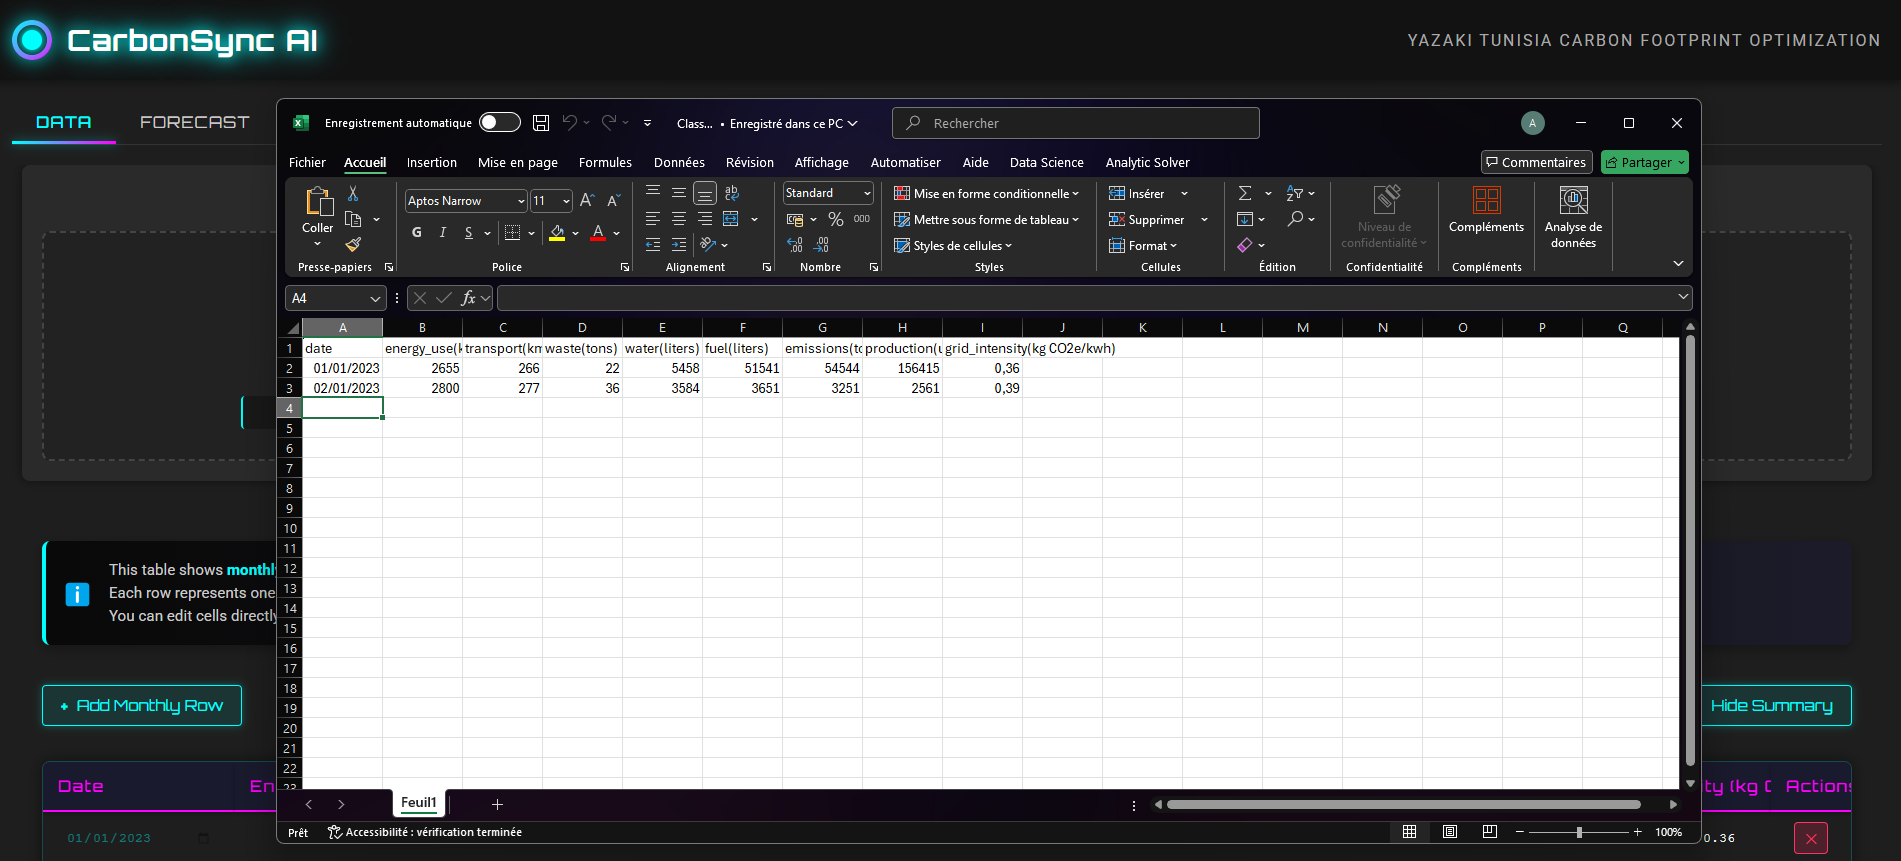 CarbonSync AI
YAZAKI TUNISIA CARBON FOOTPRINT OPTIMIZATION
DATA
FORECAST
Enregistrement automatique
Class... • Enregistré dans ce PC
Rechercher
A
Fichier Accueil Insertion Mise en page Formules Données Révision Affichage Automatiser Aide Data Science Analytic Solver
Commentaires
Partager
Coller
Presse-papiers
Aptos Narrow 11
G I S
Police
ab
Alignement
Standard
% 000
Nombre
Mise en forme conditionnelle
Mettre sous forme de tableau
Styles de cellules
Styles
Insérer
Supprimer
Format
Cellules
Édition
Niveau de
confidentialité
Confidentialité
Compléments
Compléments
Analyse de
données
A4
fx
A B C D E F G H I J K L M N O P Q
1 date energy_use(k transport(km waste(tons) water(liters) fuel(liters) emissions(to production(u grid_intensity(kg CO2e/kwh)
2 01/01/2023 2655 266 22 5458 51541 54544 156415 0,36
3 02/01/2023 2800 277 36 3584 3651 3251 2561 0,39
4
5
6
7
8
9
10
11
12
13
14
15
16
17
18
19
20
21
22
23
Feuil1
Prêt
Accessibilité : vérification terminée
100%
This table shows monthly
Each row represents one
You can edit cells directly
+ Add Monthly Row
Hide Summary
Date
En
ity (kg
Actions
01/01/2023
0.36